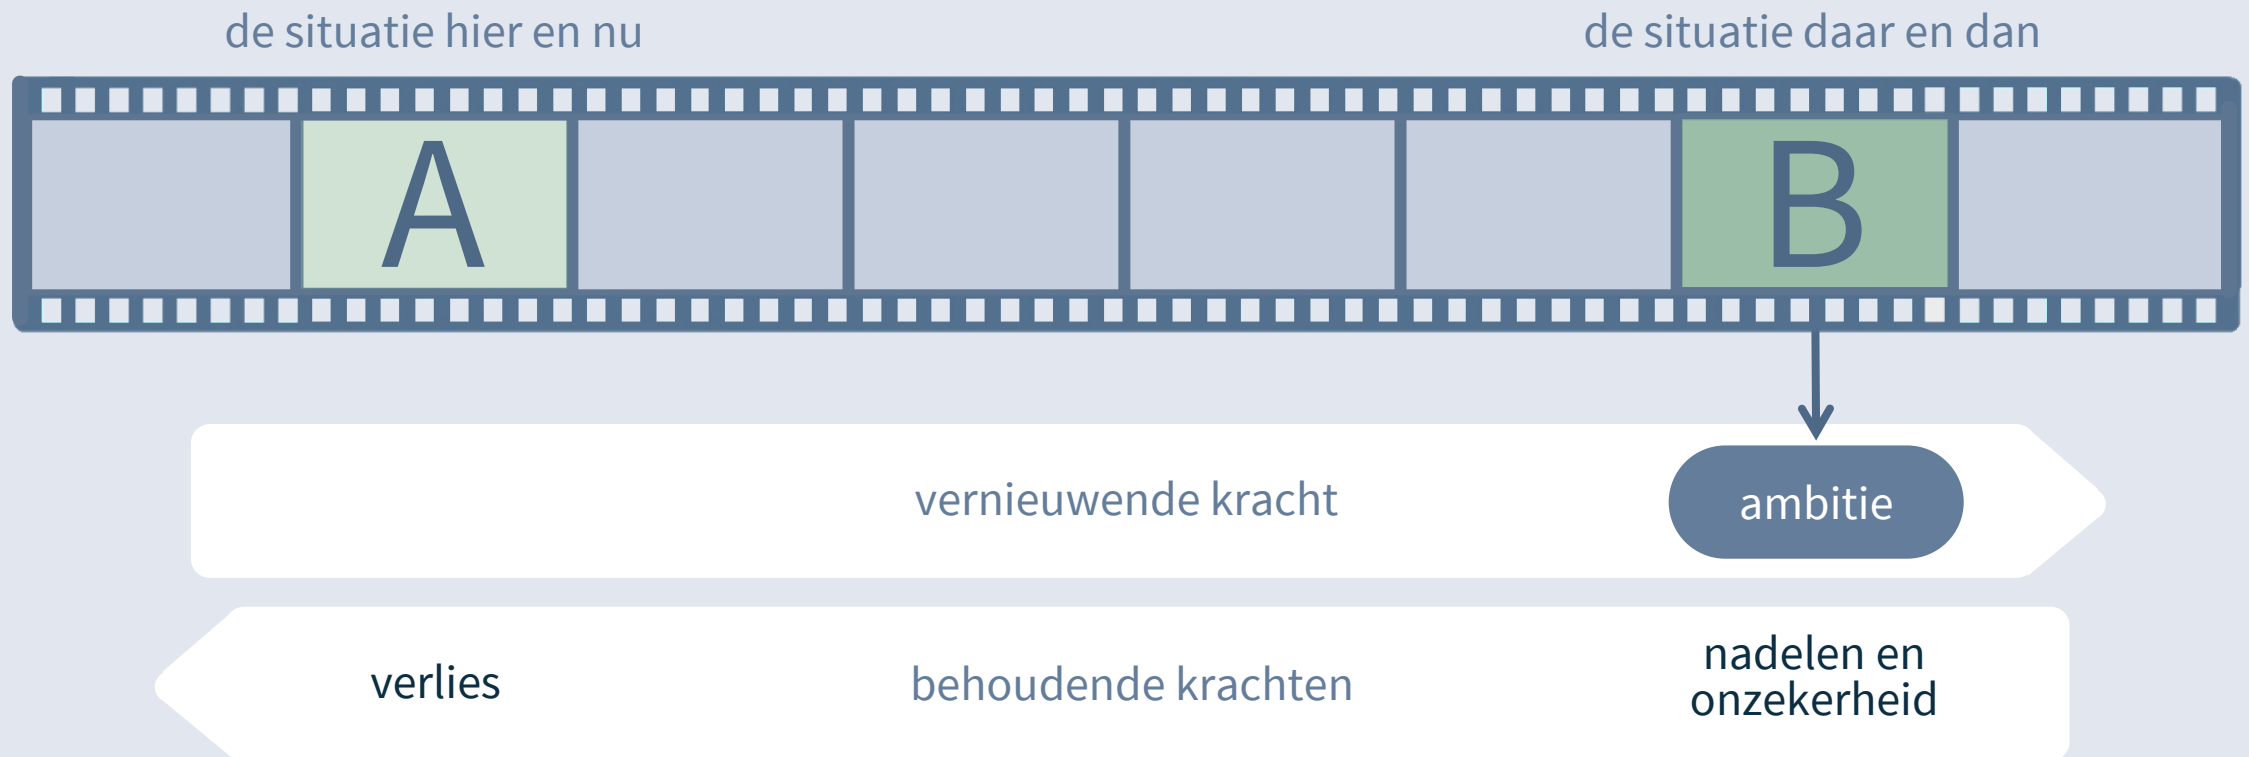 de situatie hier en nu
de situatie daar en dan
A
B
vernieuwende kracht
ambitie
verlies
behoudende krachten
nadelen en
onzekerheid